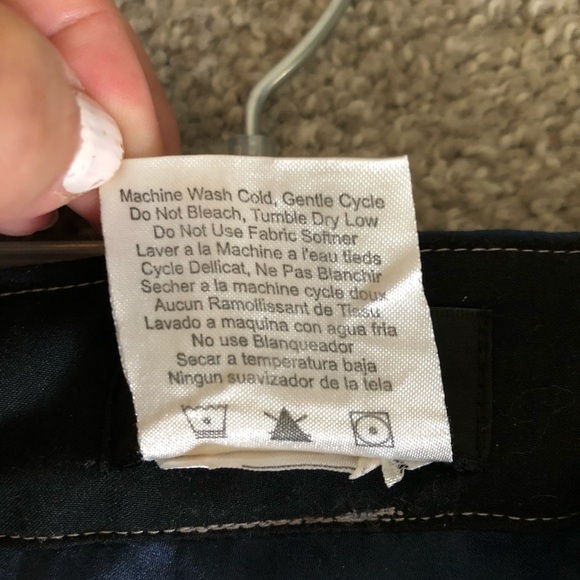 Machine Wash Cold, Gentle Cycle
Do Not Bleach, Tumble Dry Low
Do Not Use Fabric Softner
Laver a la Machine a l'eau tieds
Cycle Dellicat, Ne Pas Blanchir
Secher a la machine cycle doux
Aucun Ramollissant de Tissu
Lavado a maquina con agua fria
No use Blanqueador
Secar a temperatura baja
Ningun suavizador de la tela